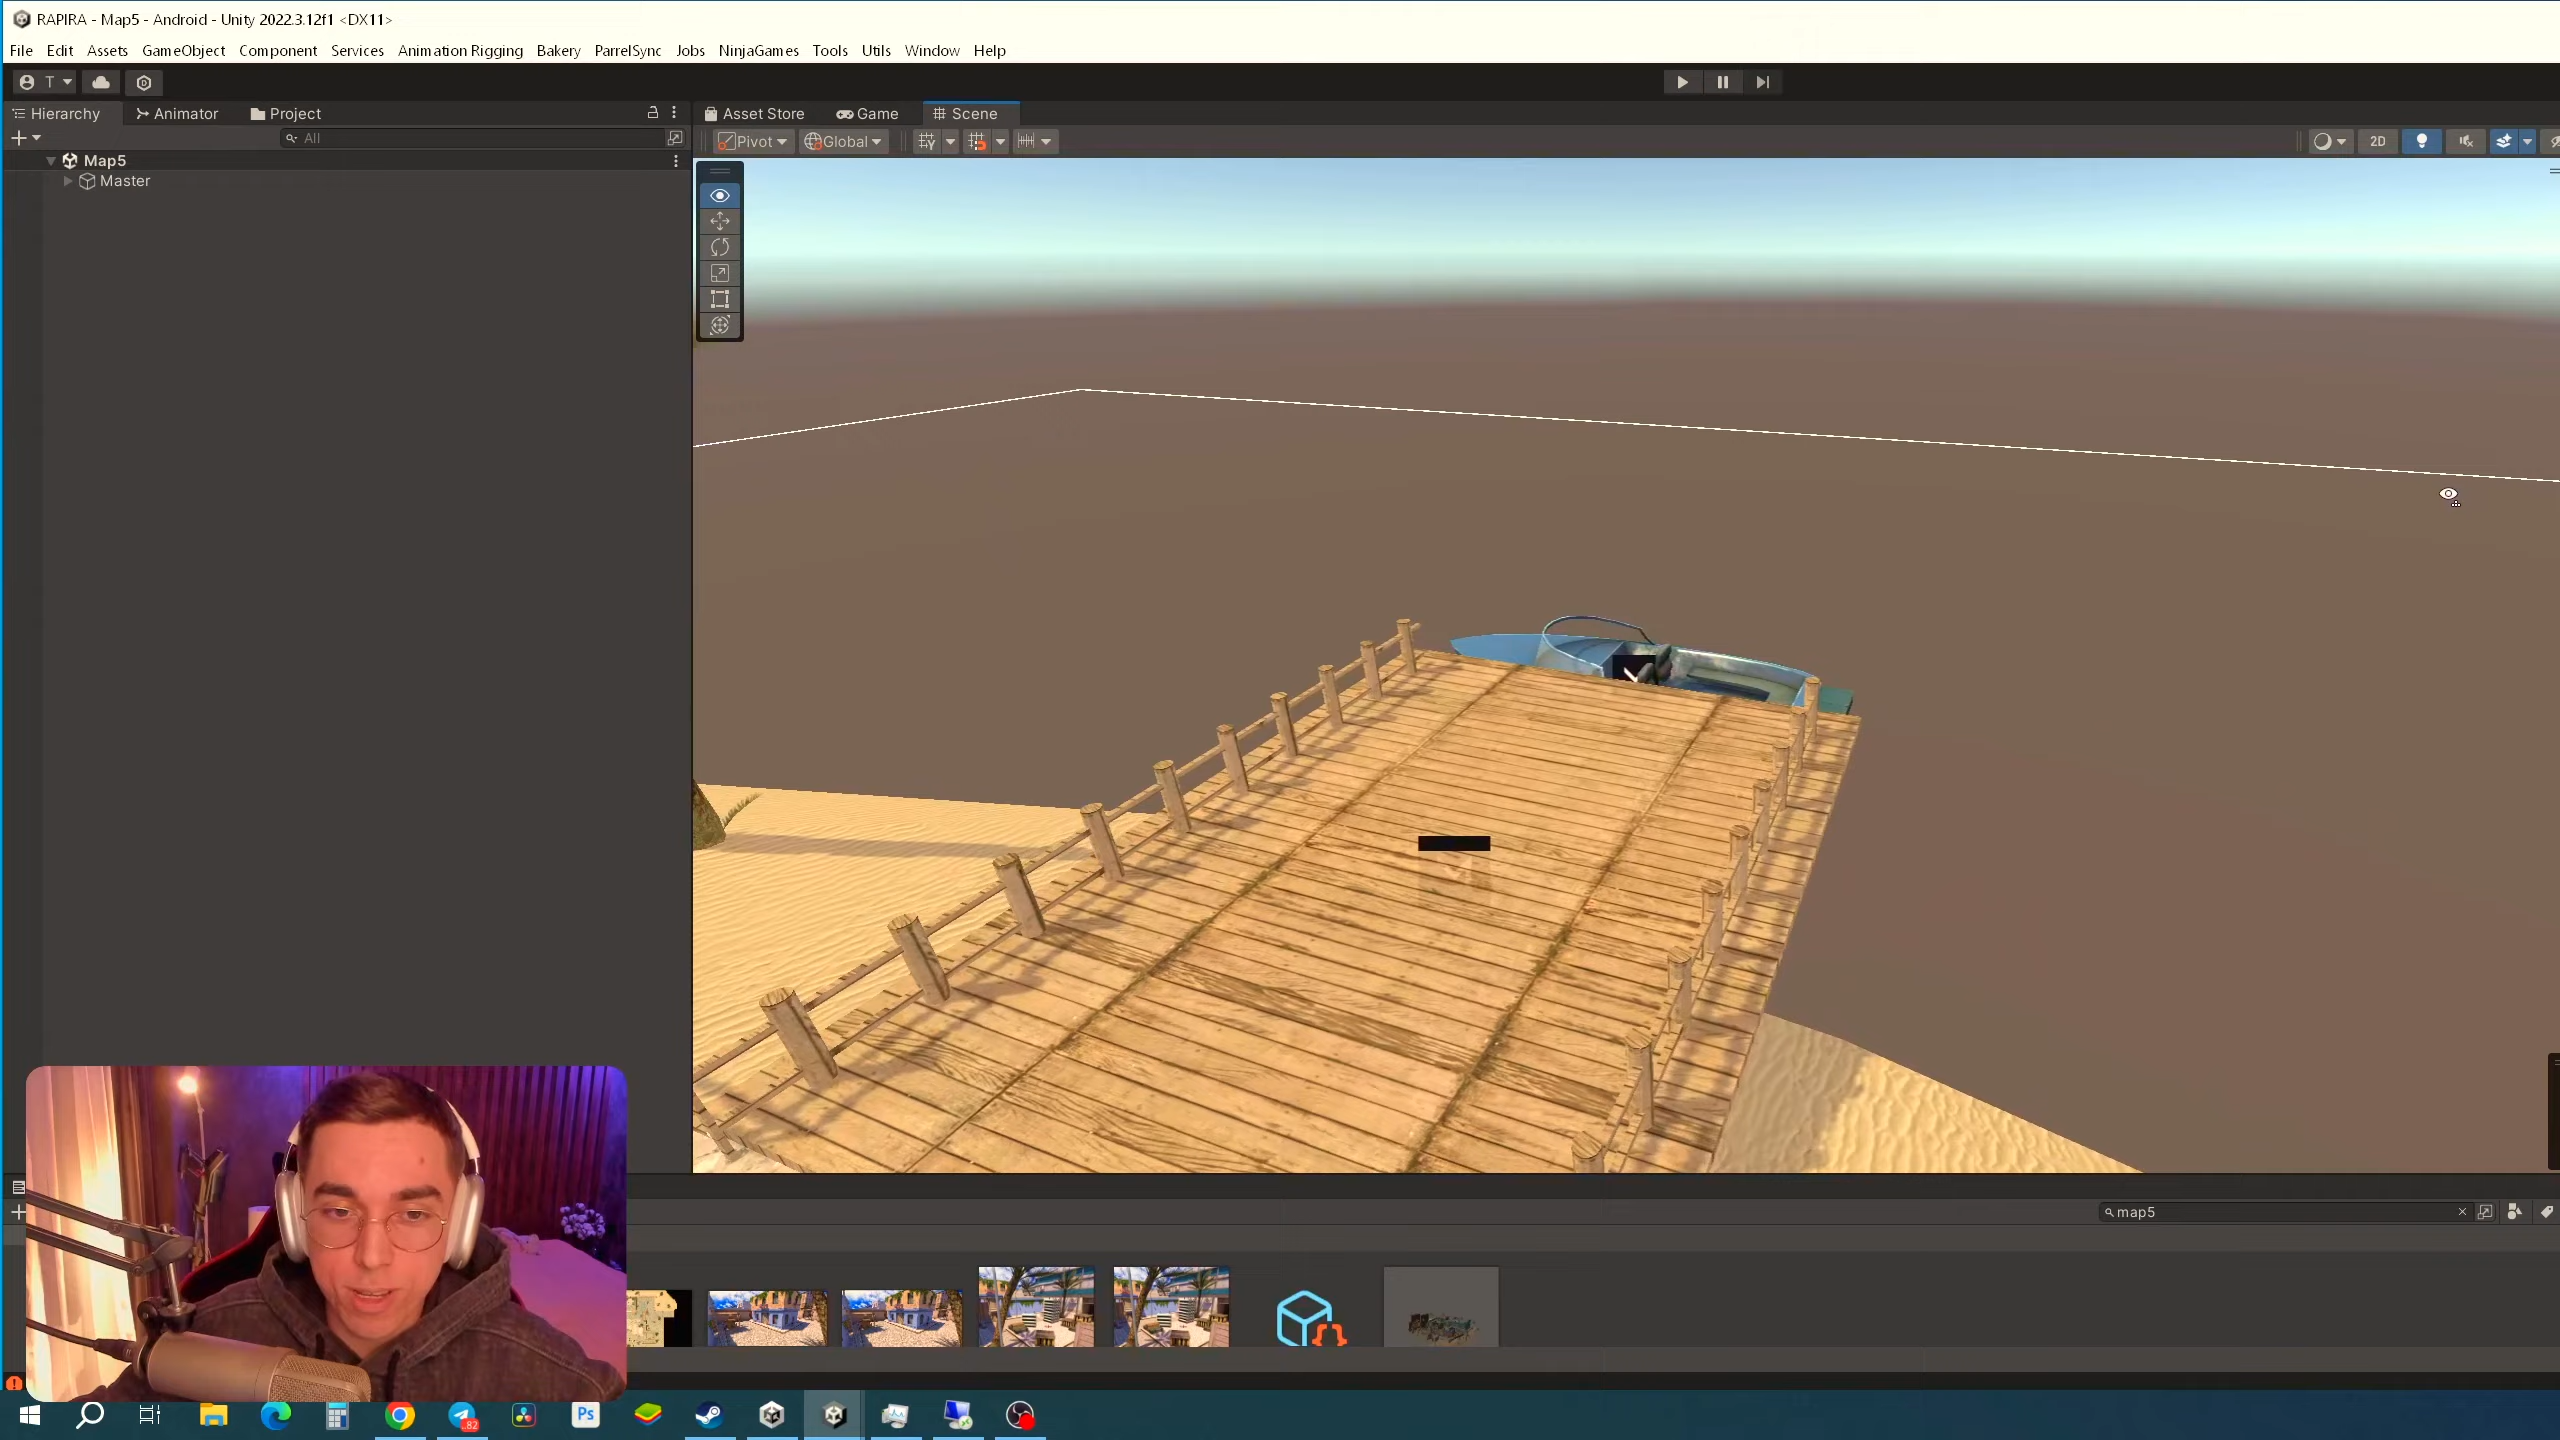 RAPIRA - Map5 - Android - Unity 2022.3.12f1 <DX11>
File Edit Assets GameObject Component Services Animation Rigging Bakery ParrelSync Jobs NinjaGames Tools Utils Window Help
T
Hierarchy Animator Project Asset Store Game Scene
All Pivot Global 2D
Map5
Master
map5
82 Ps